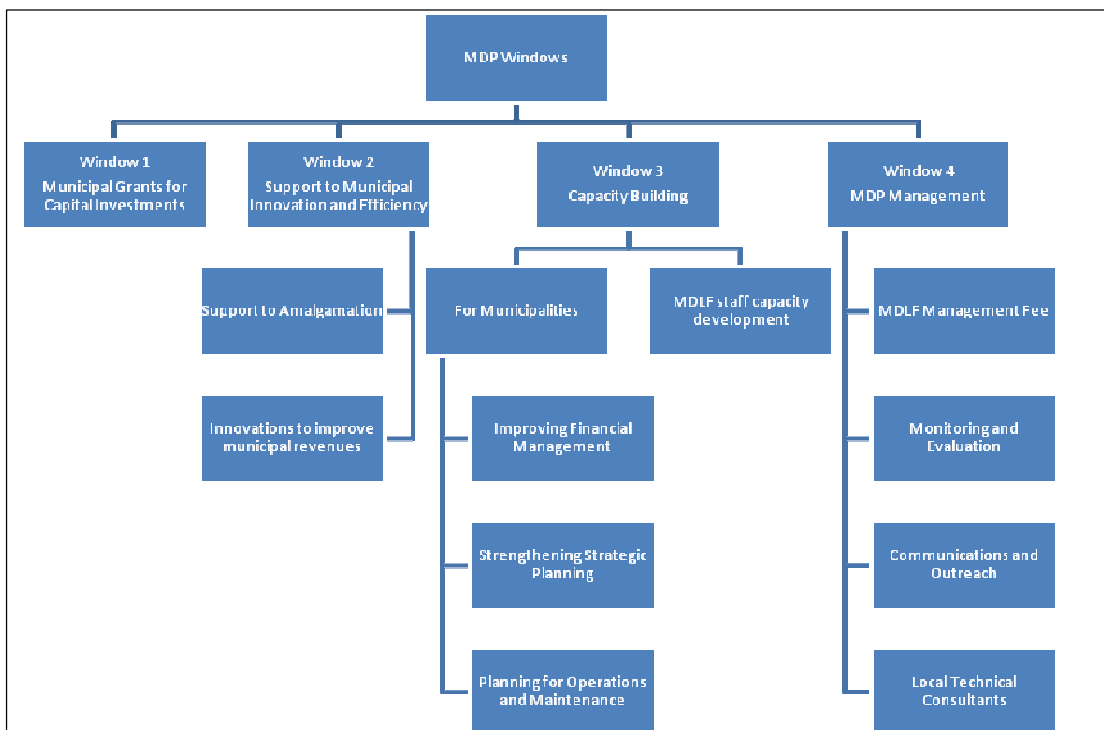 MDP Windows
Window 1
Municipal Grants for
Capital Investments
Window 2
Support to Municipal
Innovation and Efficiency
Window 3
Capacity Building
Window 4
MDP Management
Support to Amalgamation
Innovations to improve
municipal revenues
For Municipalities
MDLF staff capacity
development
Improving Financial
Management
Strengthening Strategic
Planning
Planning for Operations
and Maintenance
MDLF Management Fee
Monitoring and
Evaluation
Communications and
Outreach
Local Technical
Consultants